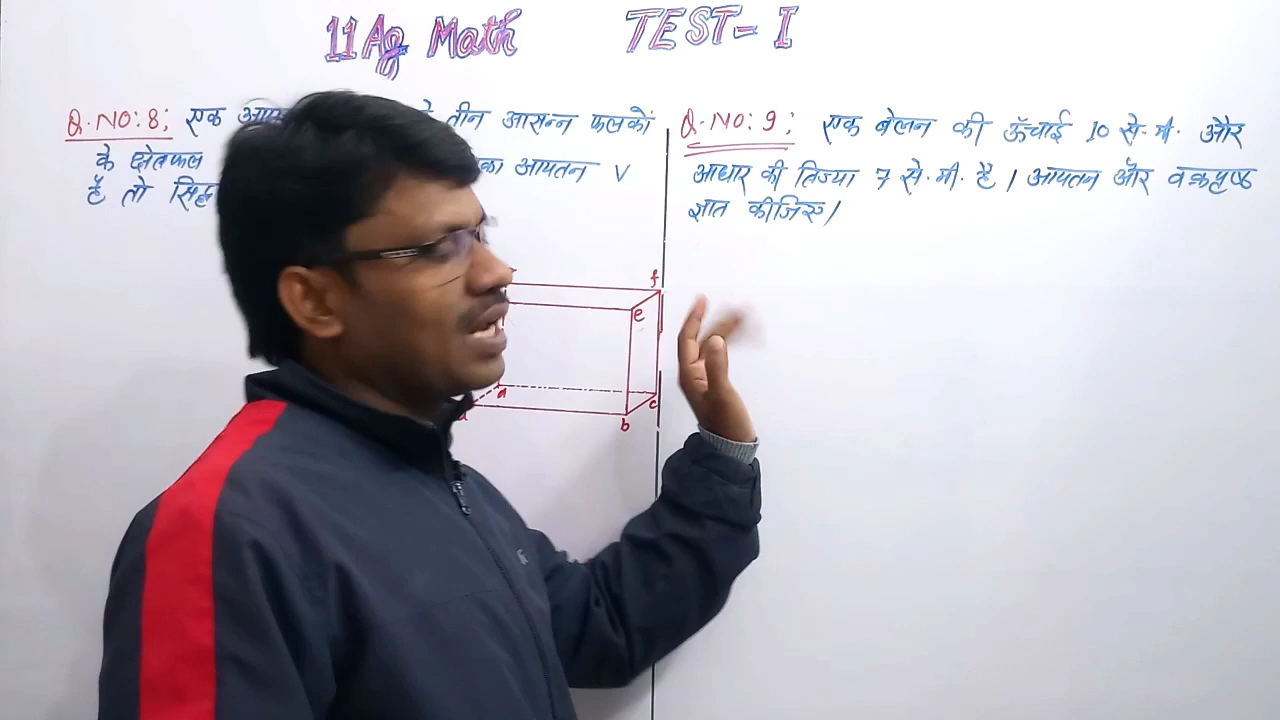 11 Ag Math TEST- I
Q.NO: 8; एक तीन आसन्न फलकों
के क्षेत्रफल आयतन V
है तो
f
e
d
c
b
Q.NO: 9; एक बेलन की ऊँचाई 10 से.मी. और
आधार की त्रिज्या 7 से.मी. है। आयतन और वक्रपृष्ठ
ज्ञात कीजिए।